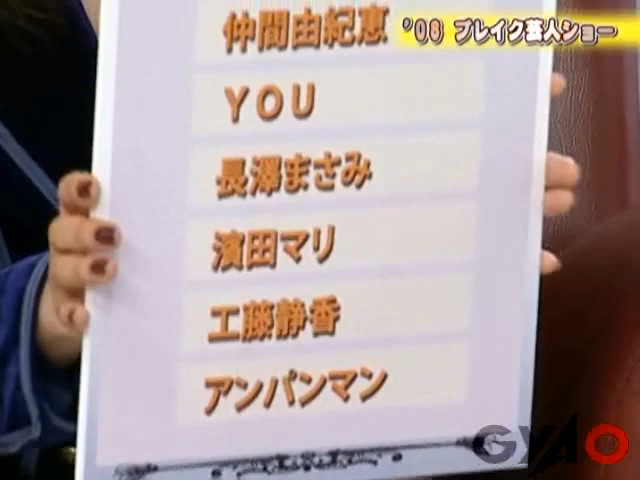 '08 ブレイク芸人ショー
仲間由紀恵
YOU
長澤まさみ
濱田マリ
工藤静香
アンパンマン
GYAO